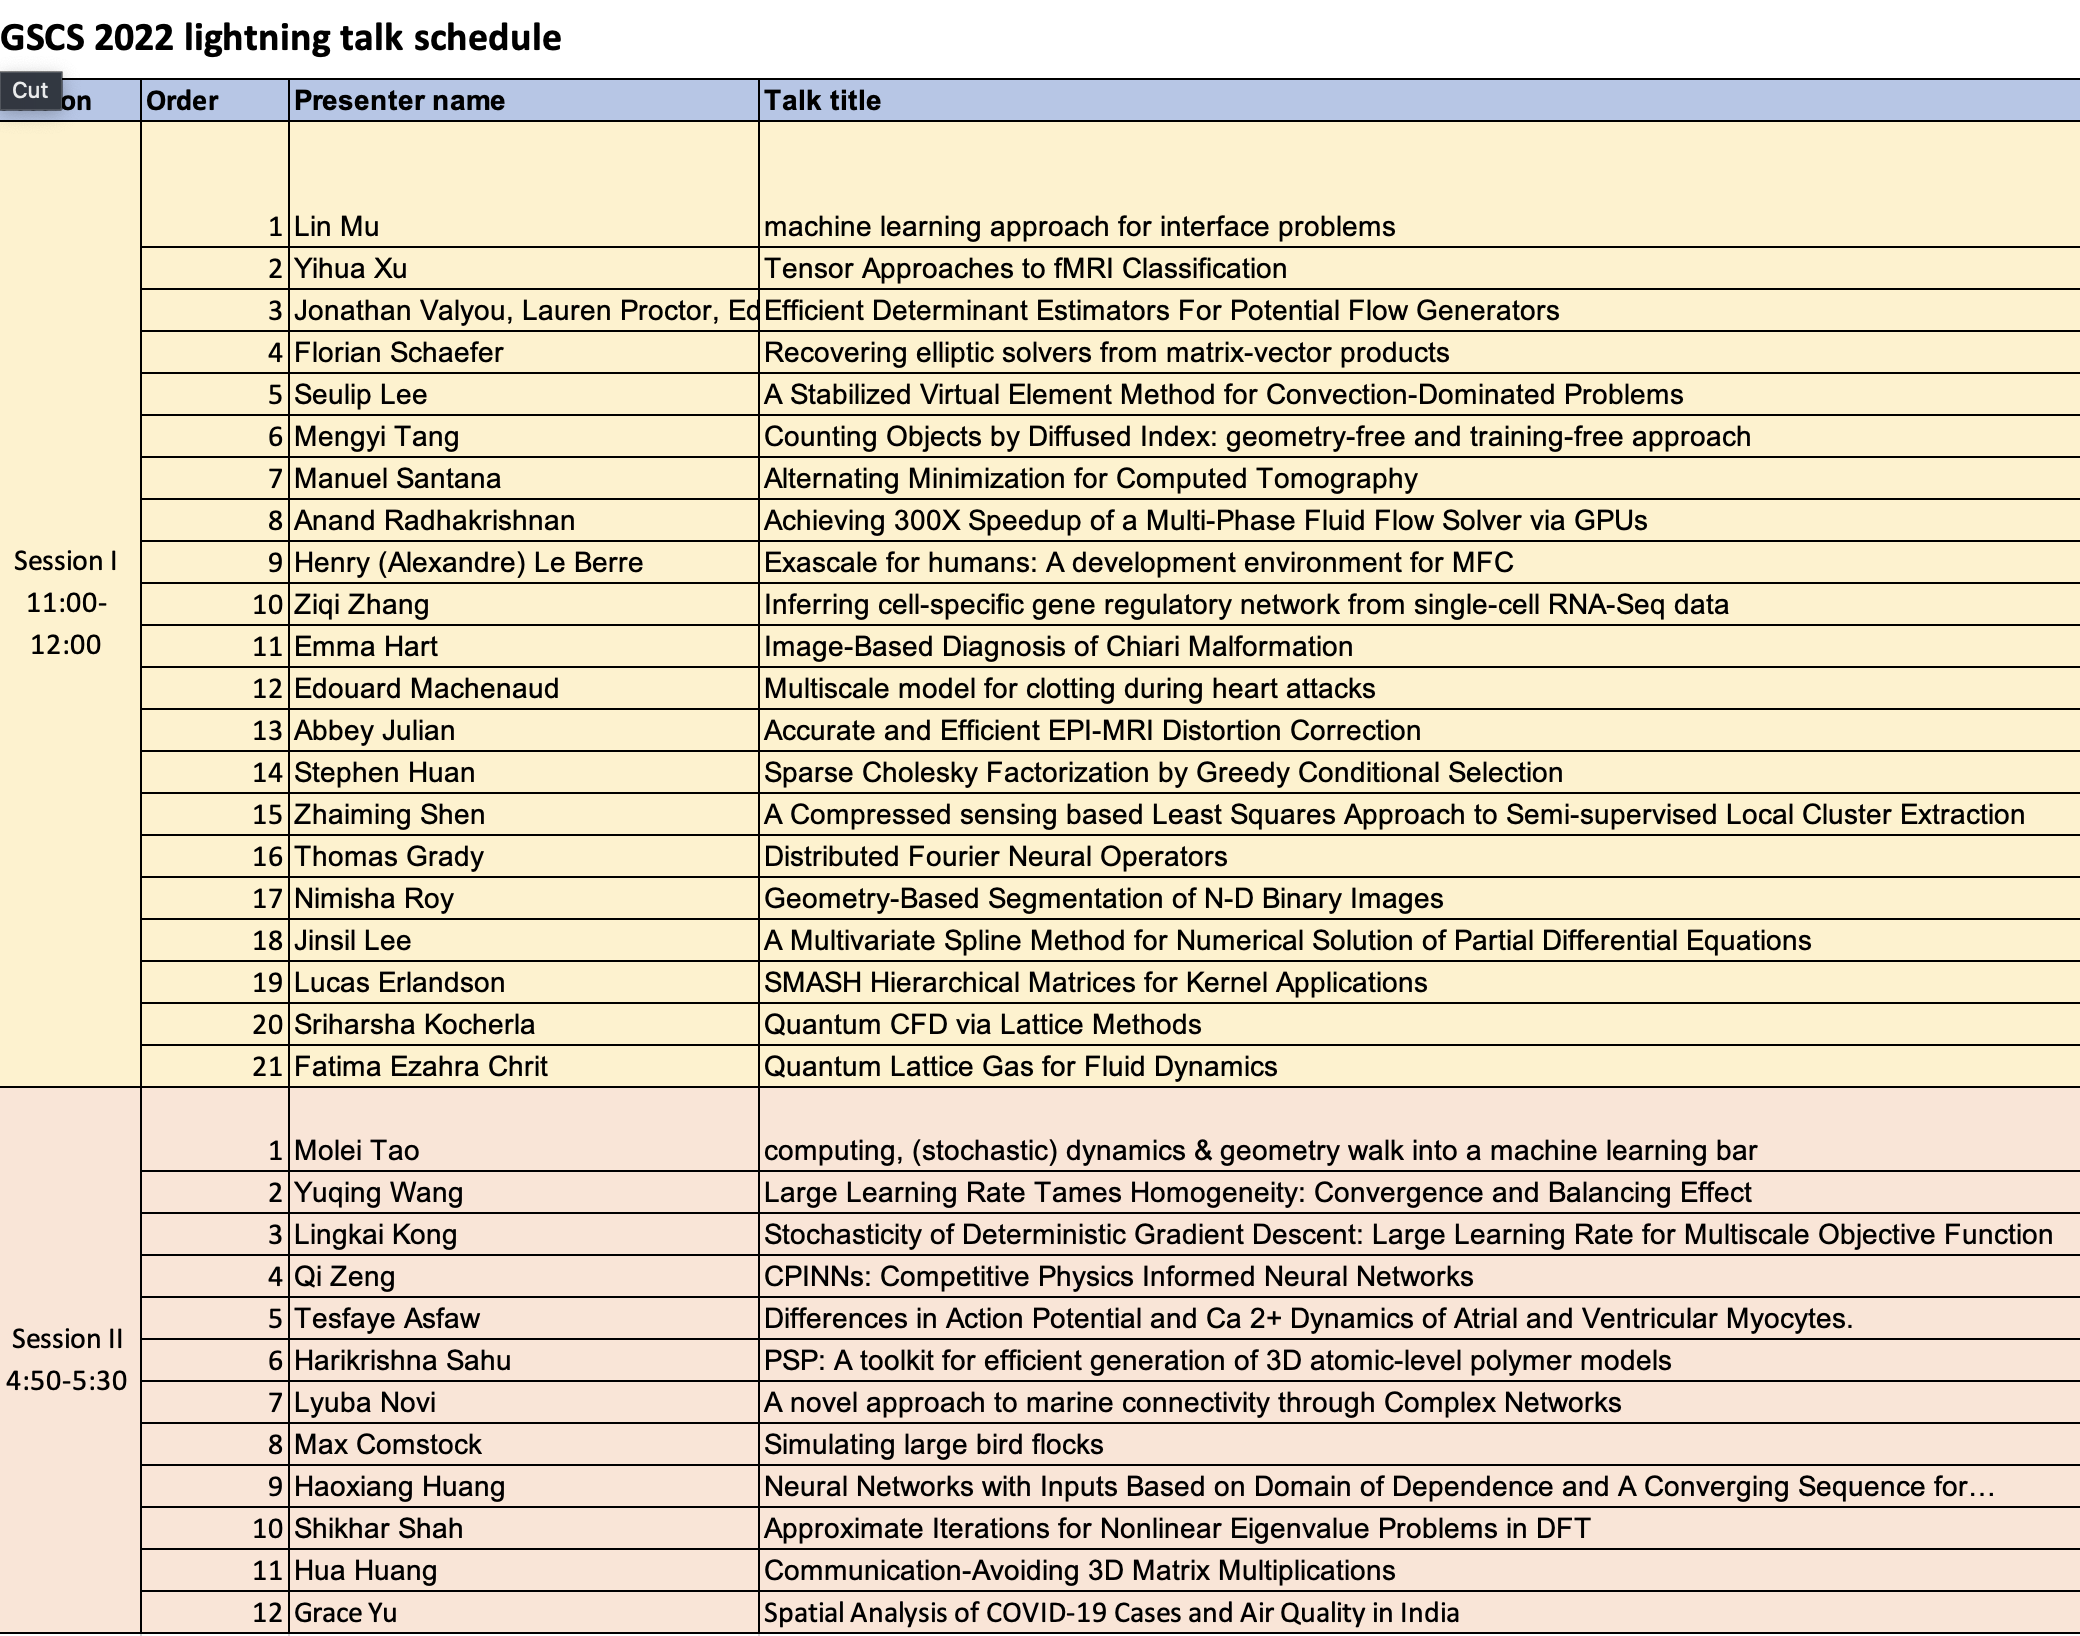 GSCS 2022 lightning talk schedule
Cut
on Order Presenter name Talk title
Session I
11:00-
12:00
1 Lin Mu machine learning approach for interface problems
2 Yihua Xu Tensor Approaches to fMRI Classification
3 Jonathan Valyou, Lauren Proctor, Ed Efficient Determinant Estimators For Potential Flow Generators
4 Florian Schaefer Recovering elliptic solvers from matrix-vector products
5 Seulip Lee A Stabilized Virtual Element Method for Convection-Dominated Problems
6 Mengyi Tang Counting Objects by Diffused Index: geometry-free and training-free approach
7 Manuel Santana Alternating Minimization for Computed Tomography
8 Anand Radhakrishnan Achieving 300X Speedup of a Multi-Phase Fluid Flow Solver via GPUs
9 Henry (Alexandre) Le Berre Exascale for humans: A development environment for MFC
10 Ziqi Zhang Inferring cell-specific gene regulatory network from single-cell RNA-Seq data
11 Emma Hart Image-Based Diagnosis of Chiari Malformation
12 Edouard Machenaud Multiscale model for clotting during heart attacks
13 Abbey Julian Accurate and Efficient EPI-MRI Distortion Correction
14 Stephen Huan Sparse Cholesky Factorization by Greedy Conditional Selection
15 Zhaiming Shen A Compressed sensing based Least Squares Approach to Semi-supervised Local Cluster Extraction
16 Thomas Grady Distributed Fourier Neural Operators
17 Nimisha Roy Geometry-Based Segmentation of N-D Binary Images
18 Jinsil Lee A Multivariate Spline Method for Numerical Solution of Partial Differential Equations
19 Lucas Erlandson SMASH Hierarchical Matrices for Kernel Applications
20 Sriharsha Kocherla Quantum CFD via Lattice Methods
21 Fatima Ezahra Chrit Quantum Lattice Gas for Fluid Dynamics
Session II
4:50-5:30
1 Molei Tao computing, (stochastic) dynamics & geometry walk into a machine learning bar
2 Yuqing Wang Large Learning Rate Tames Homogeneity: Convergence and Balancing Effect
3 Lingkai Kong Stochasticity of Deterministic Gradient Descent: Large Learning Rate for Multiscale Objective Function
4 Qi Zeng CPINNs: Competitive Physics Informed Neural Networks
5 Tesfaye Asfaw Differences in Action Potential and Ca 2+ Dynamics of Atrial and Ventricular Myocytes.
6 Harikrishna Sahu PSP: A toolkit for efficient generation of 3D atomic-level polymer models
7 Lyuba Novi A novel approach to marine connectivity through Complex Networks
8 Max Comstock Simulating large bird flocks
9 Haoxiang Huang Neural Networks with Inputs Based on Domain of Dependence and A Converging Sequence for…
10 Shikhar Shah Approximate Iterations for Nonlinear Eigenvalue Problems in DFT
11 Hua Huang Communication-Avoiding 3D Matrix Multiplications
12 Grace Yu Spatial Analysis of COVID-19 Cases and Air Quality in India